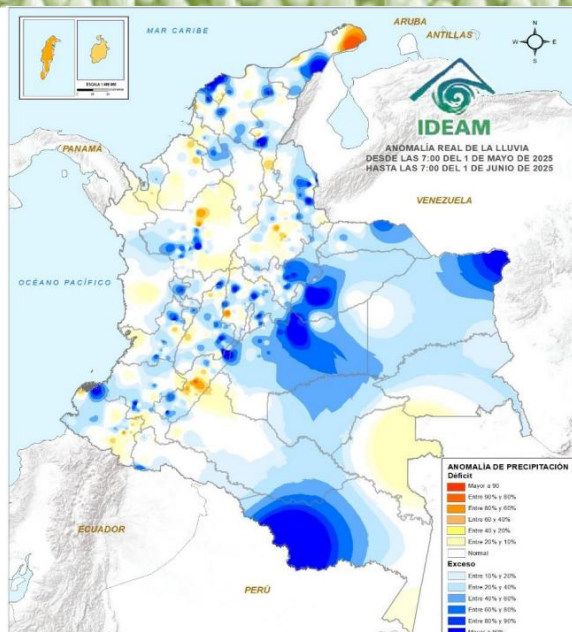 MAR CARIBE
ARUBA
ANTILLAS
N
W
E
S
IDEAM
ANOMALÍA REAL DE LA LLUVIA
DESDE LAS 7:00 DEL 1 DE MAYO DE 2025
HASTA LAS 7:00 DEL 1 DE JUNIO DE 2025
PANAMÁ
VENEZUELA
OCÉANO PACÍFICO
ECUADOR
PERÚ
ANOMALÍA DE PRECIPITACIÓN
Déficit
Mayor a 90
Entre 80% y 60%
Entre 60 y 40%
Entre 40 y 20%
Entre 20% y 10%
Normal
Exceso
Entre 10% y 20%
Entre 20% y 40%
Entre 40% y 60%
Entre 60% y 80%
Entre 80% y 90%